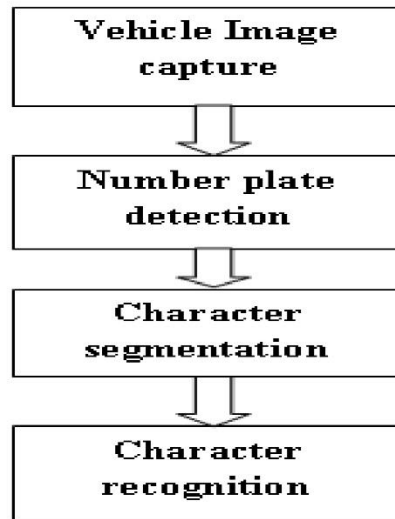 Vehicle Image
capture
Number plate
detection
Character
segmentation
Character
recognition